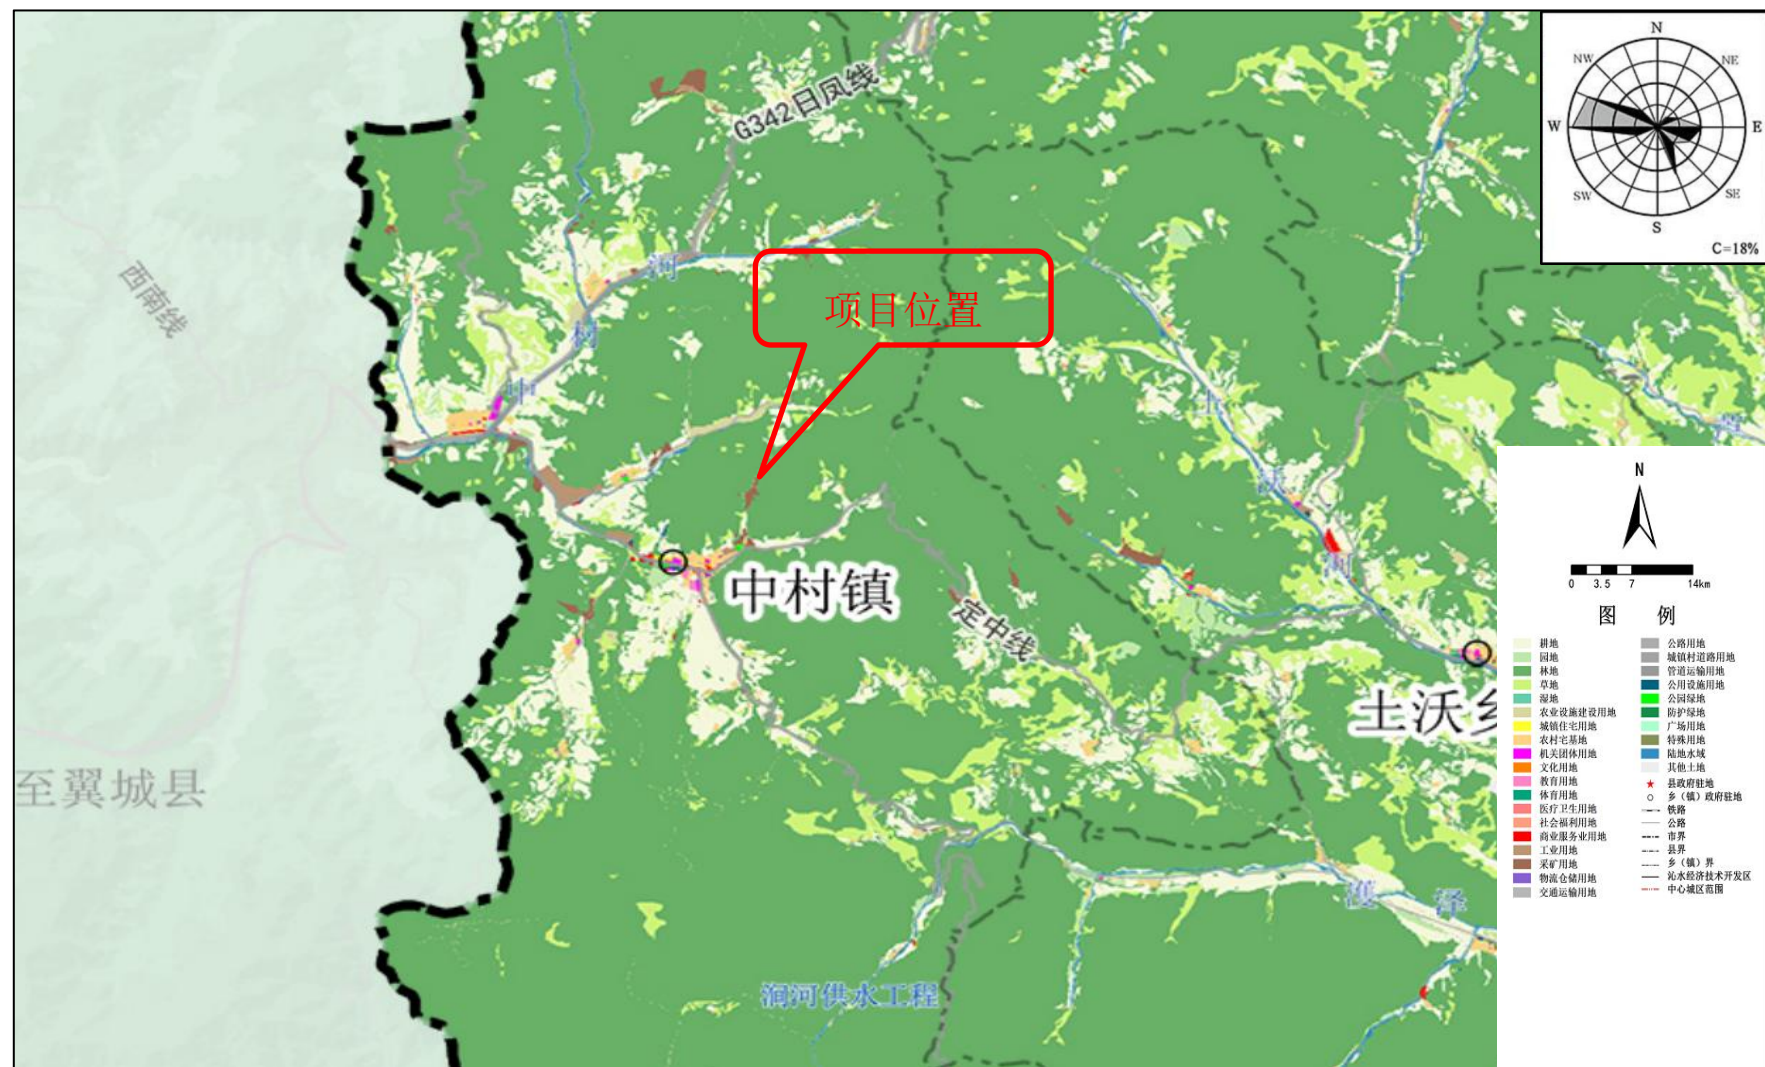 N
NW
NE
W
E
SW
SE
S
C=18%
G342日凤线
西南线
河
村
中
项目位置
土
沃
河
中村镇
定中线
土沃乡
至翼城县
濩
泽
涧河供水工程
N
0 3.5 7 14km
图 例
耕地
园地
林地
草地
湿地
农业设施建设用地
城镇住宅用地
农村宅基地
机关团体用地
文化用地
教育用地
体育用地
医疗卫生用地
社会福利用地
商业服务业用地
工业用地
采矿用地
物流仓储用地
交通运输用地
公路用地
城镇村道路用地
管道运输用地
公用设施用地
公园绿地
防护绿地
广场用地
特殊用地
陆地水域
其他土地
县政府驻地
乡（镇）政府驻地
铁路
公路
市界
县界
乡（镇）界
沁水经济技术开发区
中心城区范围